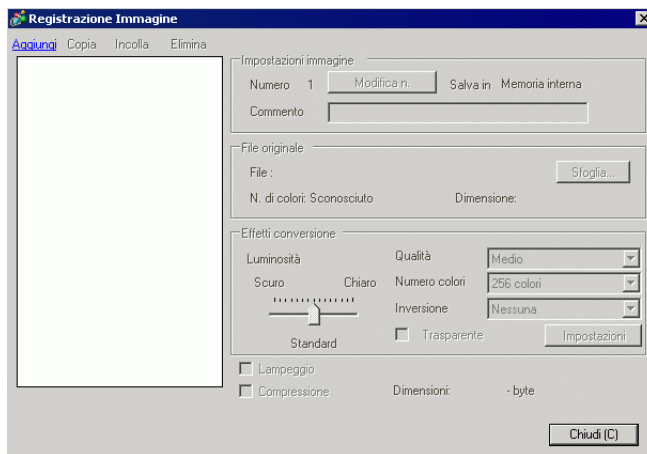 Registrazione Immagine
Aggiungi Copia Incolla Elimina
Impostazioni immagine
Numero 1 Modifica n. Salva in Memoria interna
Commento
File originale
File : Sfoglia...
N. di colori: Sconosciuto Dimensione:
Effetti conversione
Luminosità Qualità Medio
Scuro Chiaro Numero colori 256 colori
Inversione Nessuna
Standard Trasparente Impostazioni
Lampeggio
Compressione Dimensioni: - byte
Chiudi (C)